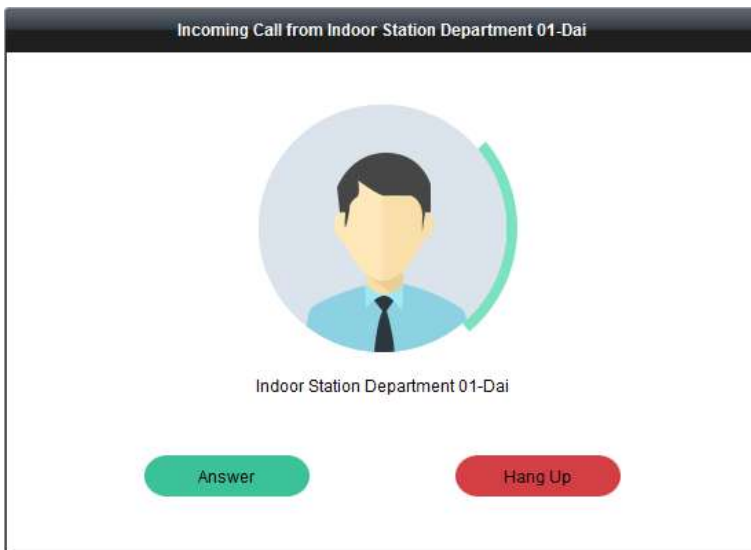 Incoming Call from Indoor Station Department 01-Dai
Indoor Station Department 01-Dai
Answer
Hang Up